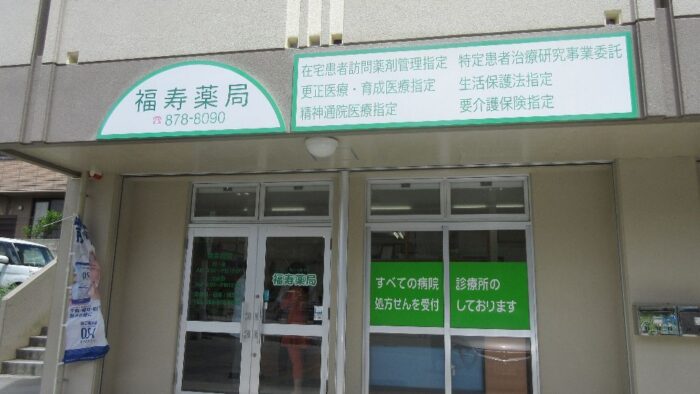 福寿薬局
☎878-8090
在宅患者訪問薬剤管理指定 特定患者治療研究事業委託
更正医療・育成医療指定 生活保護法指定
精神通院医療指定 要介護保険指定
福寿薬局
すべての病院 診療所の
処方せんを受付 しております